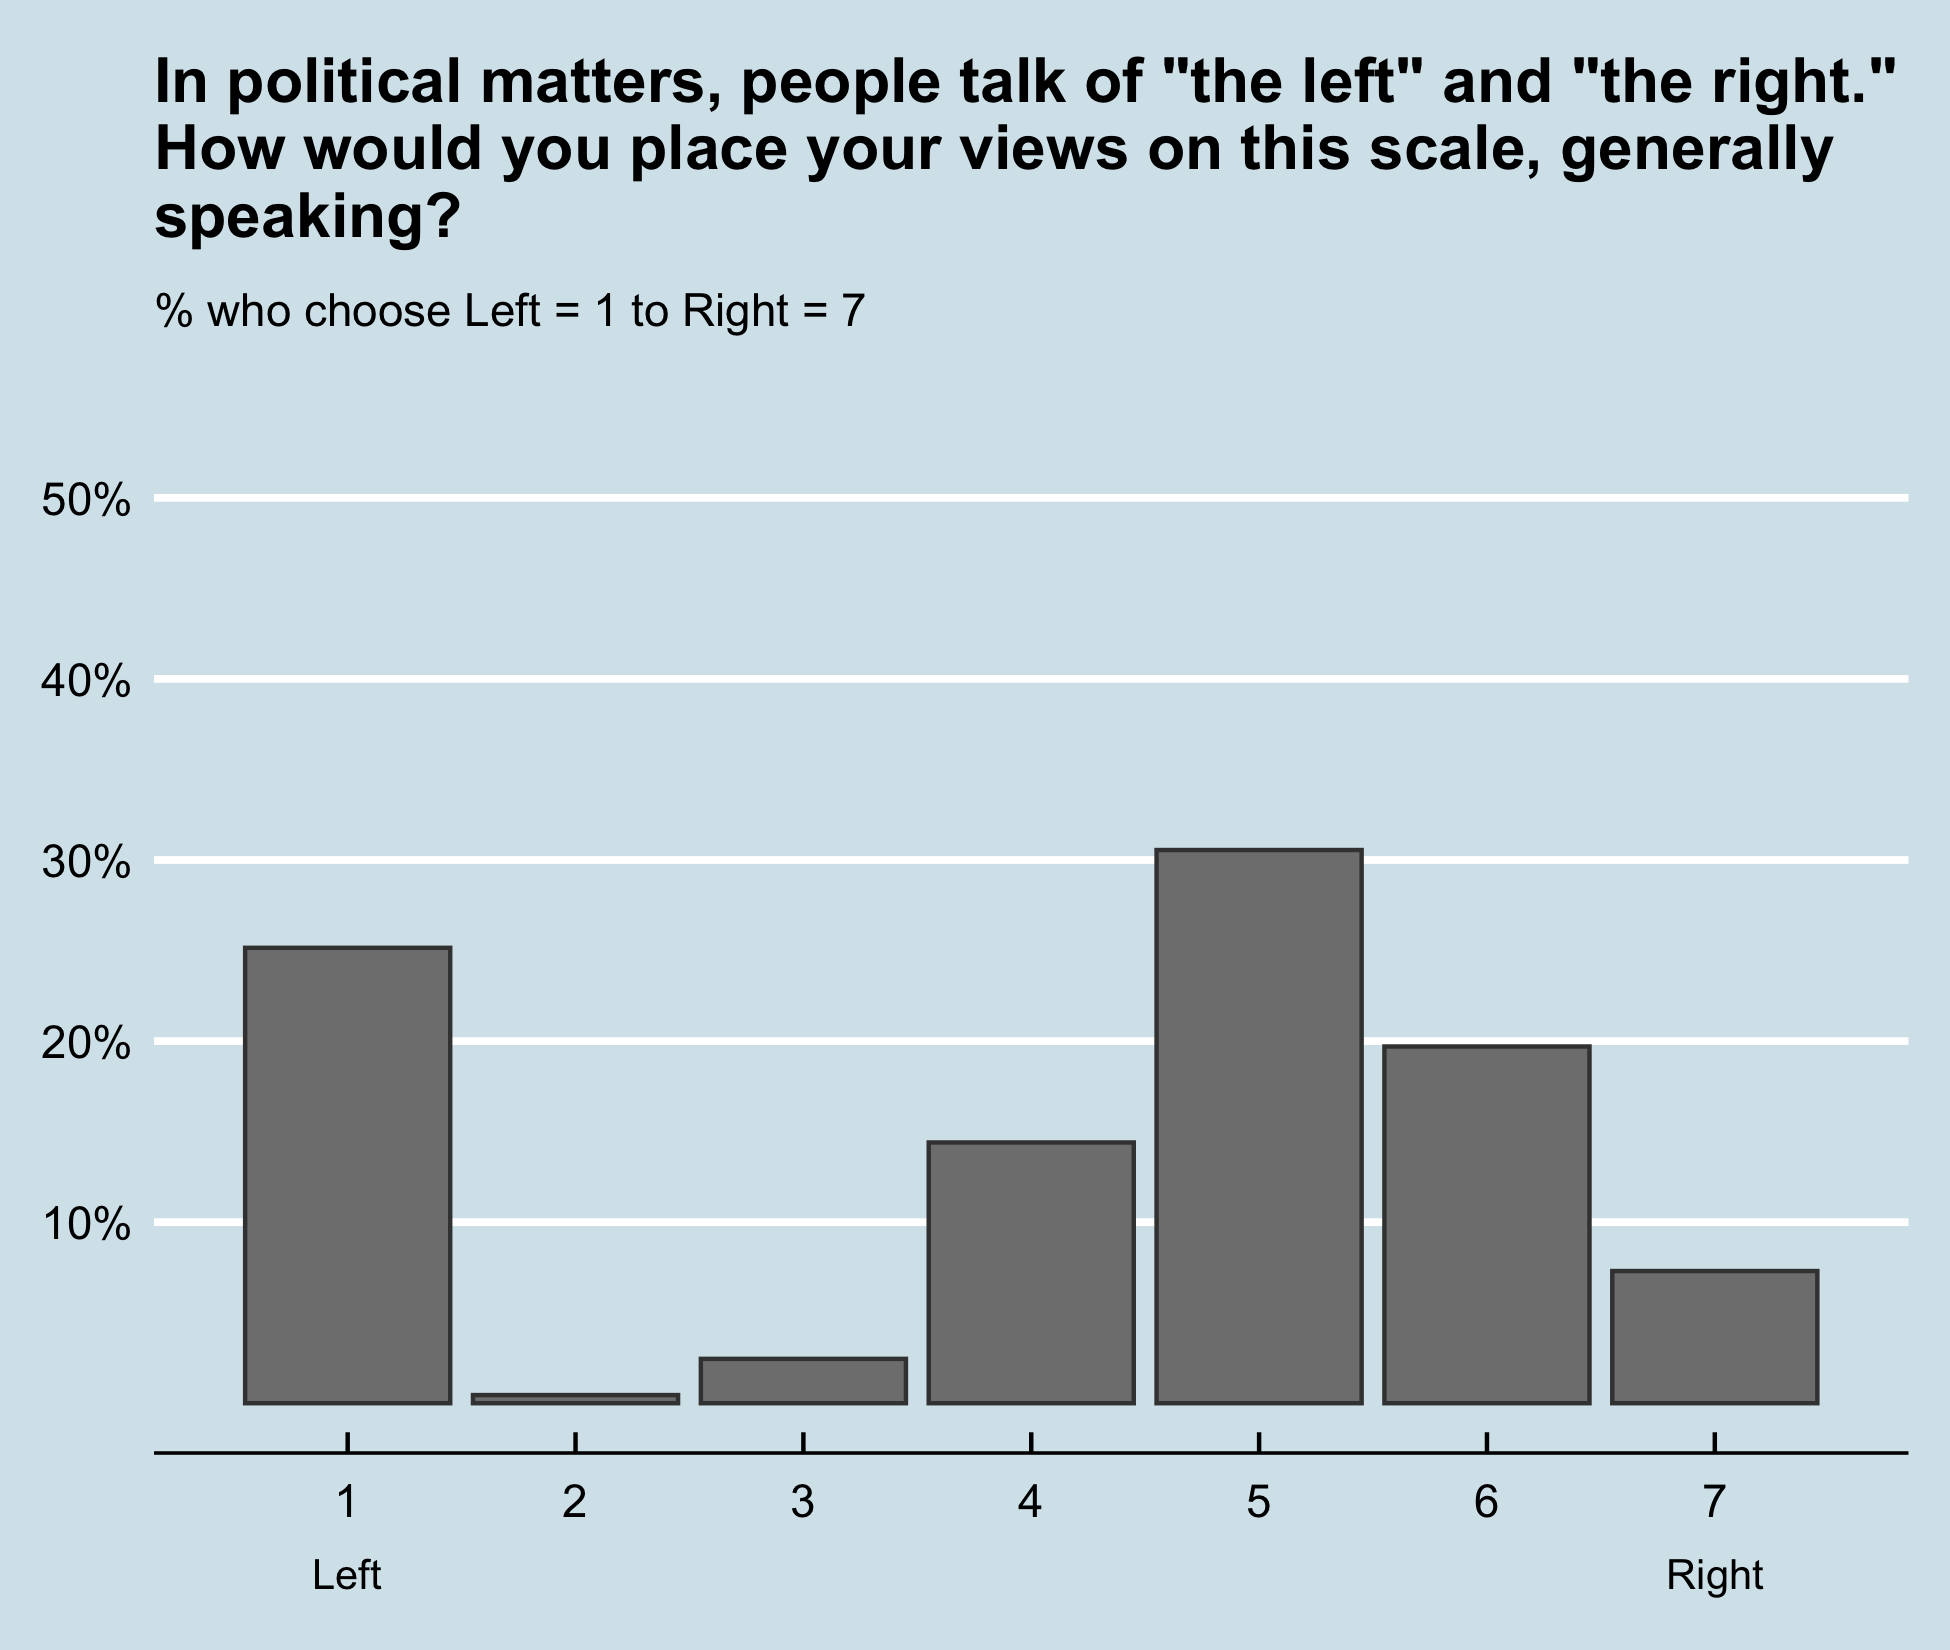 In political matters, people talk of "the left" and "the right."
How would you place your views on this scale, generally
speaking?
% who choose Left = 1 to Right = 7
50%
40%
30%
20%
10%
1 2 3 4 5 6 7
Left Right